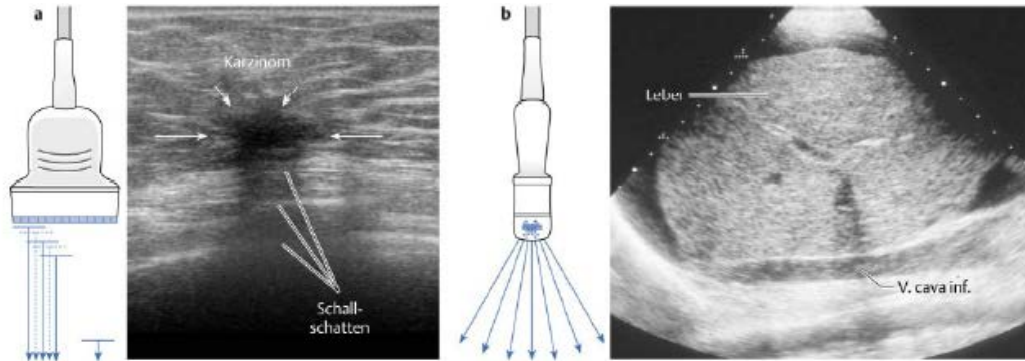 a
Karzinom
Schall-
schatten
b
Leber
V. cava inf.